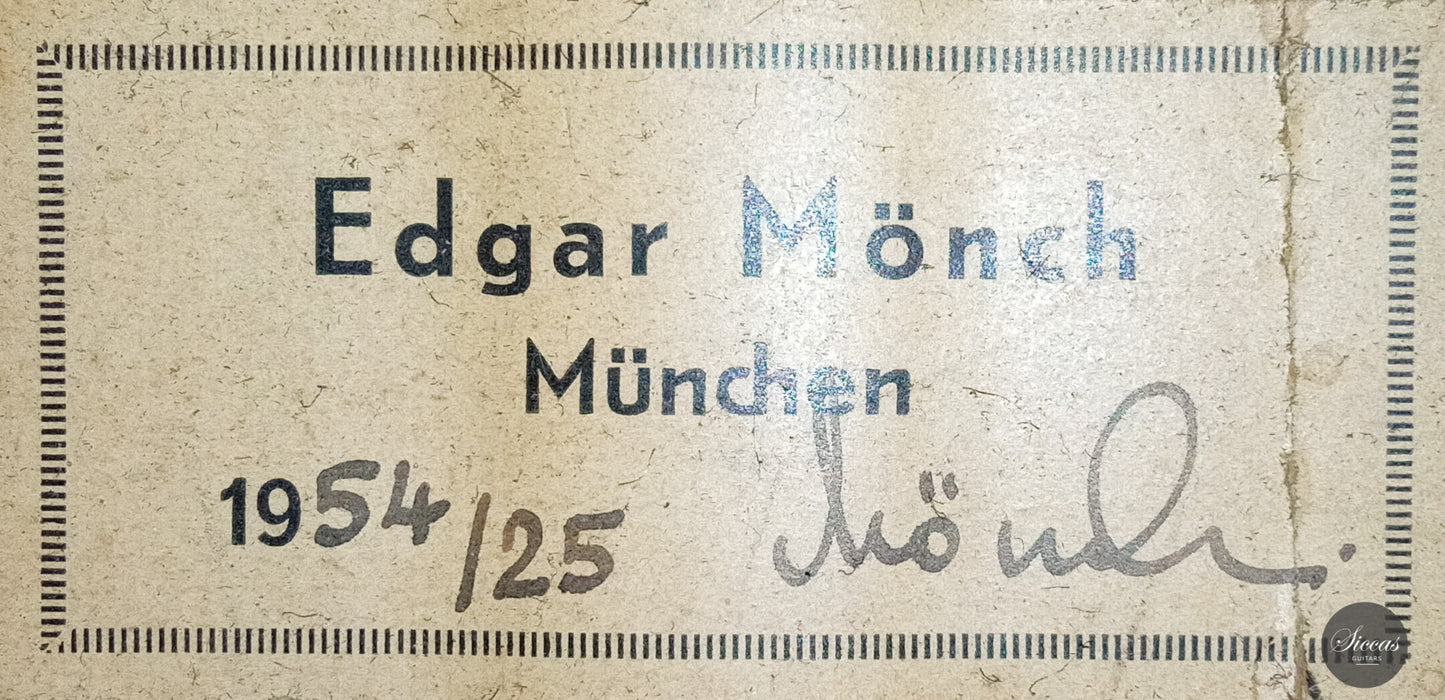 Edgar Mönch
München
1954/25 Mönch.
Siccas
GUITARS